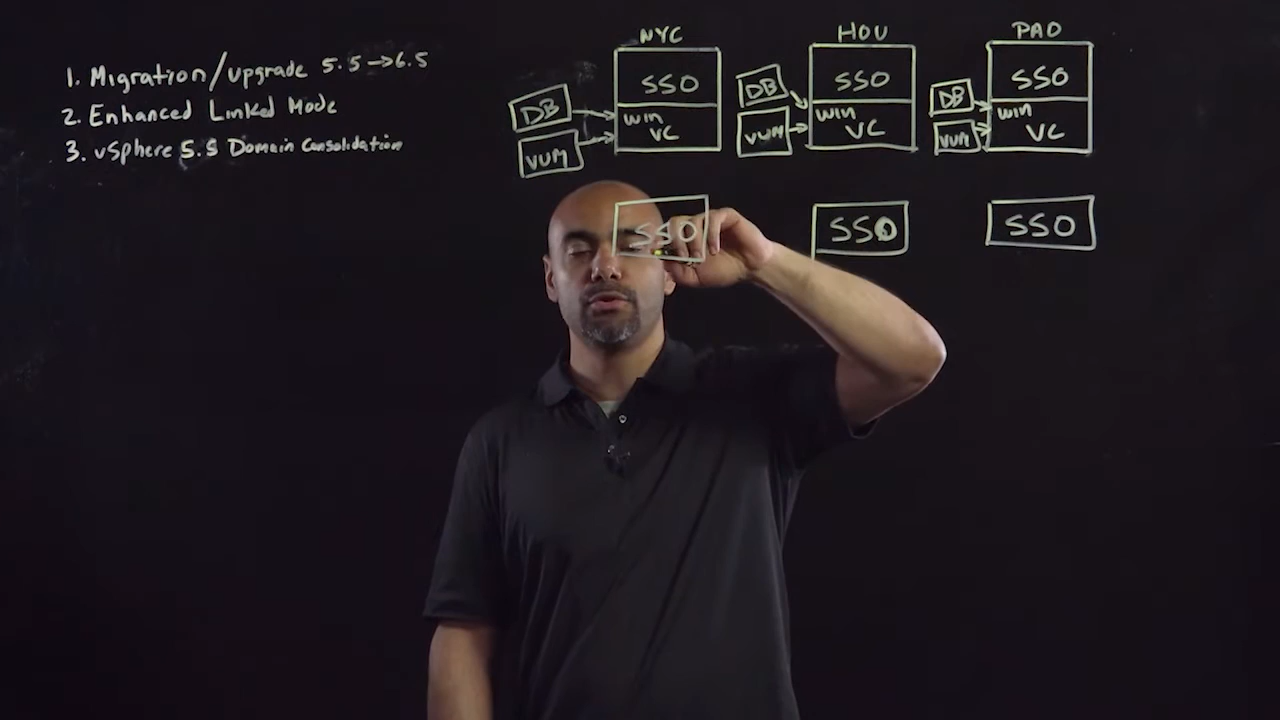 1. Migration/upgrade 5.5→6.5
2. Enhanced Linked Mode
3. vSphere 5.5 Domain Consolidation
NYC
SSO
DB
VUM
win
VC
HOU
SSO
DB
VUM
win
VC
PAO
SSO
DB
VUM
win
VC
SSO
SSO
SSO